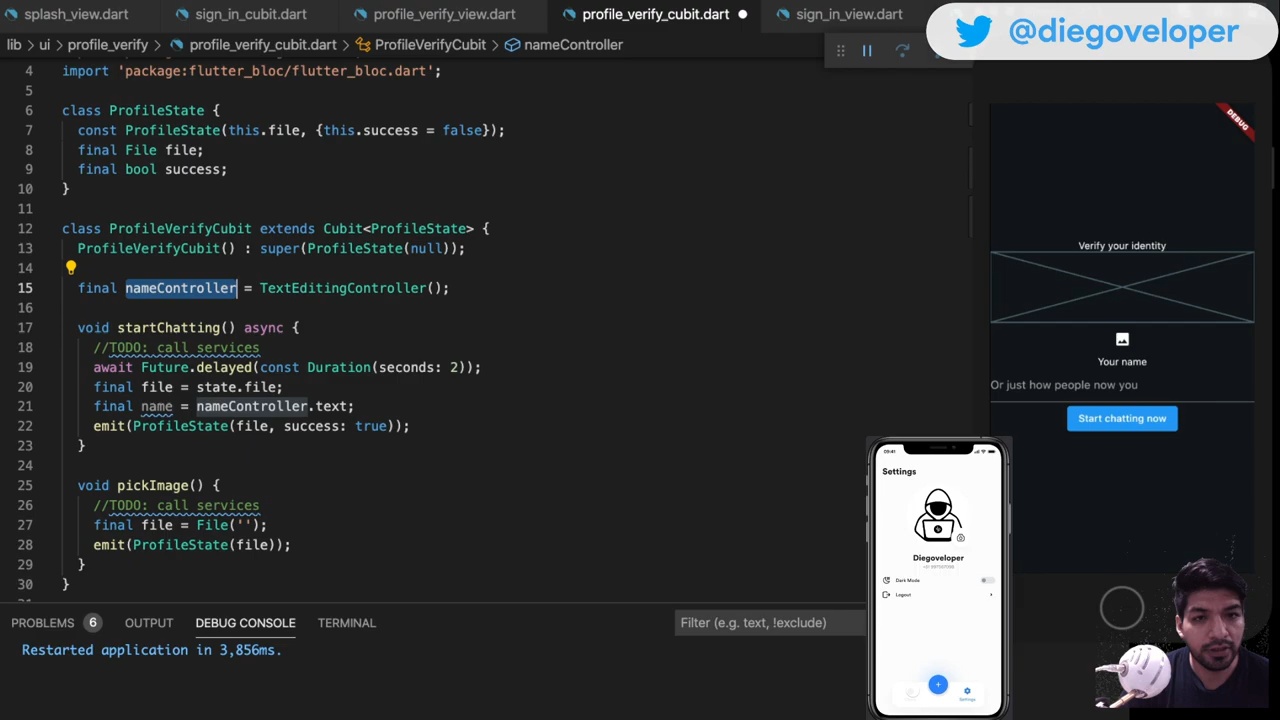 splash_view.dart sign_in_cubit.dart profile_verify_view.dart profile_verify_cubit.dart sign_in_view.dart
@diegoveloper
lib > ui > profile_verify > profile_verify_cubit.dart > ProfileVerifyCubit > nameController
4 import 'package:flutter_bloc/flutter_bloc.dart';
5
6 class ProfileState {
7 const ProfileState(this.file, {this.success = false});
8 final File file;
9 final bool success;
10 }
11
12 class ProfileVerifyCubit extends Cubit<ProfileState> {
13 ProfileVerifyCubit() : super(ProfileState(null));
14
15 final nameController = TextEditingController();
16
17 void startChatting() async {
18 //TODO: call services
19 await Future.delayed(const Duration(seconds: 2));
20 final file = state.file;
21 final name = nameController.text;
22 emit(ProfileState(file, success: true));
23 }
24
25 void pickImage() {
26 //TODO: call services
27 final file = File('');
28 emit(ProfileState(file));
29 }
30 }
PROBLEMS 6 OUTPUT DEBUG CONSOLE TERMINAL
Filter (e.g. text, !exclude)
Restarted application in 3,856ms.
DEBUG
Verify your identity
Your name
Or just how people now you
Start chatting now
09:41
Settings
Diegoveloper
Dark Mode
Logout
Settings